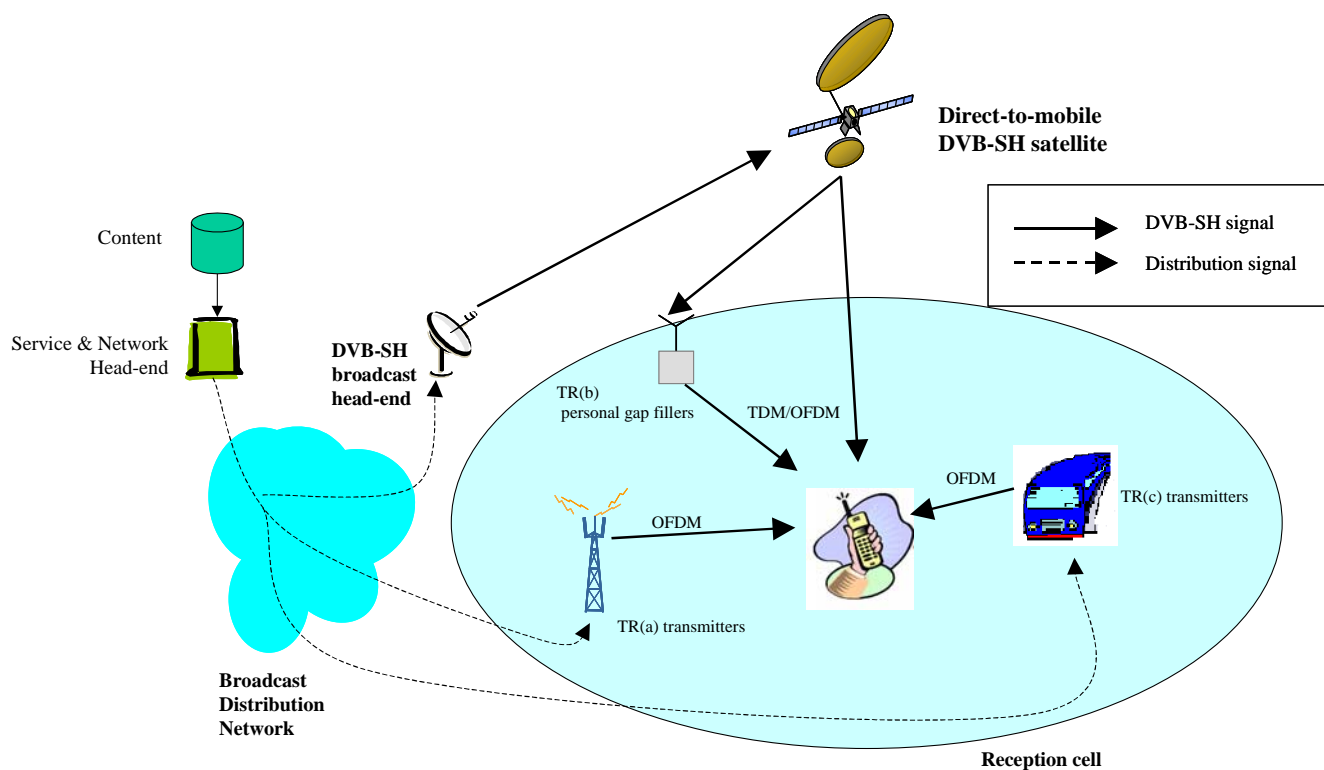 Direct-to-mobile
DVB-SH satellite
DVB-SH signal
Distribution signal
Content
Service & Network
Head-end
DVB-SH
broadcast
head-end
TR(b)
personal gap fillers
TDM/OFDM
OFDM
TR(c) transmitters
OFDM
TR(a) transmitters
Broadcast
Distribution
Network
Reception cell